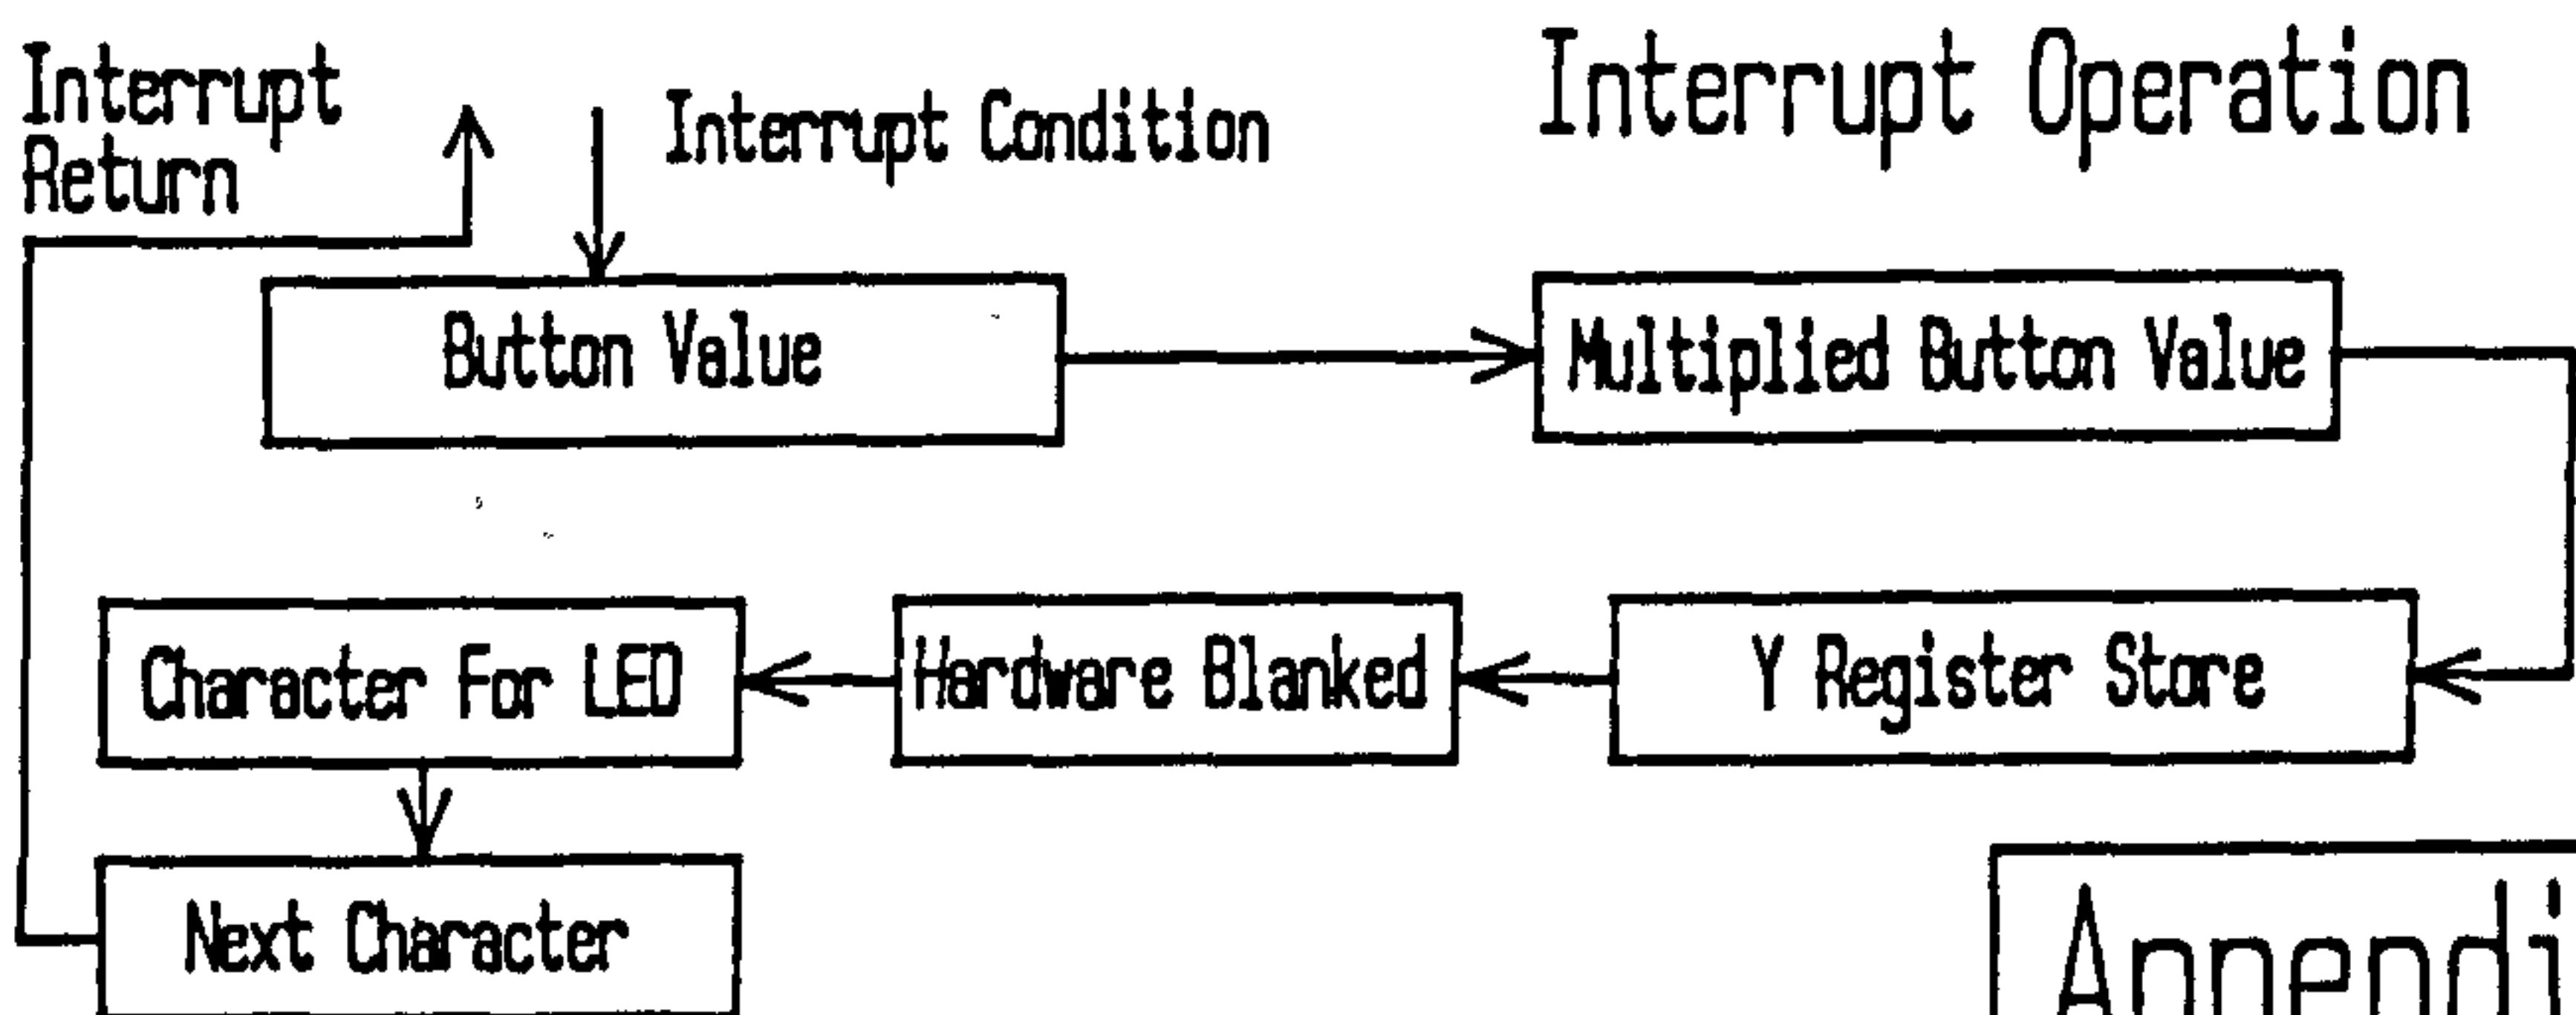 Interrupt Operation
Interrupt
Return
Interrupt Condition
Button Value
Multiplied Button Value
Character For LED
Hardware Blanked
Y Register Store
Next Character